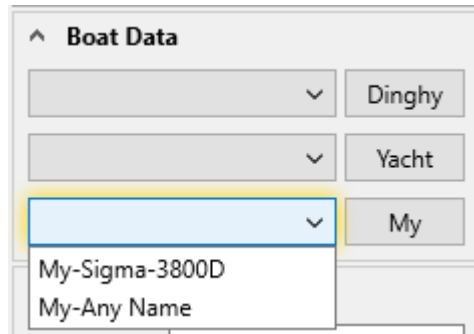 Boat Data
Dinghy
Yacht
My
My-Sigma-3800D
My-Any Name